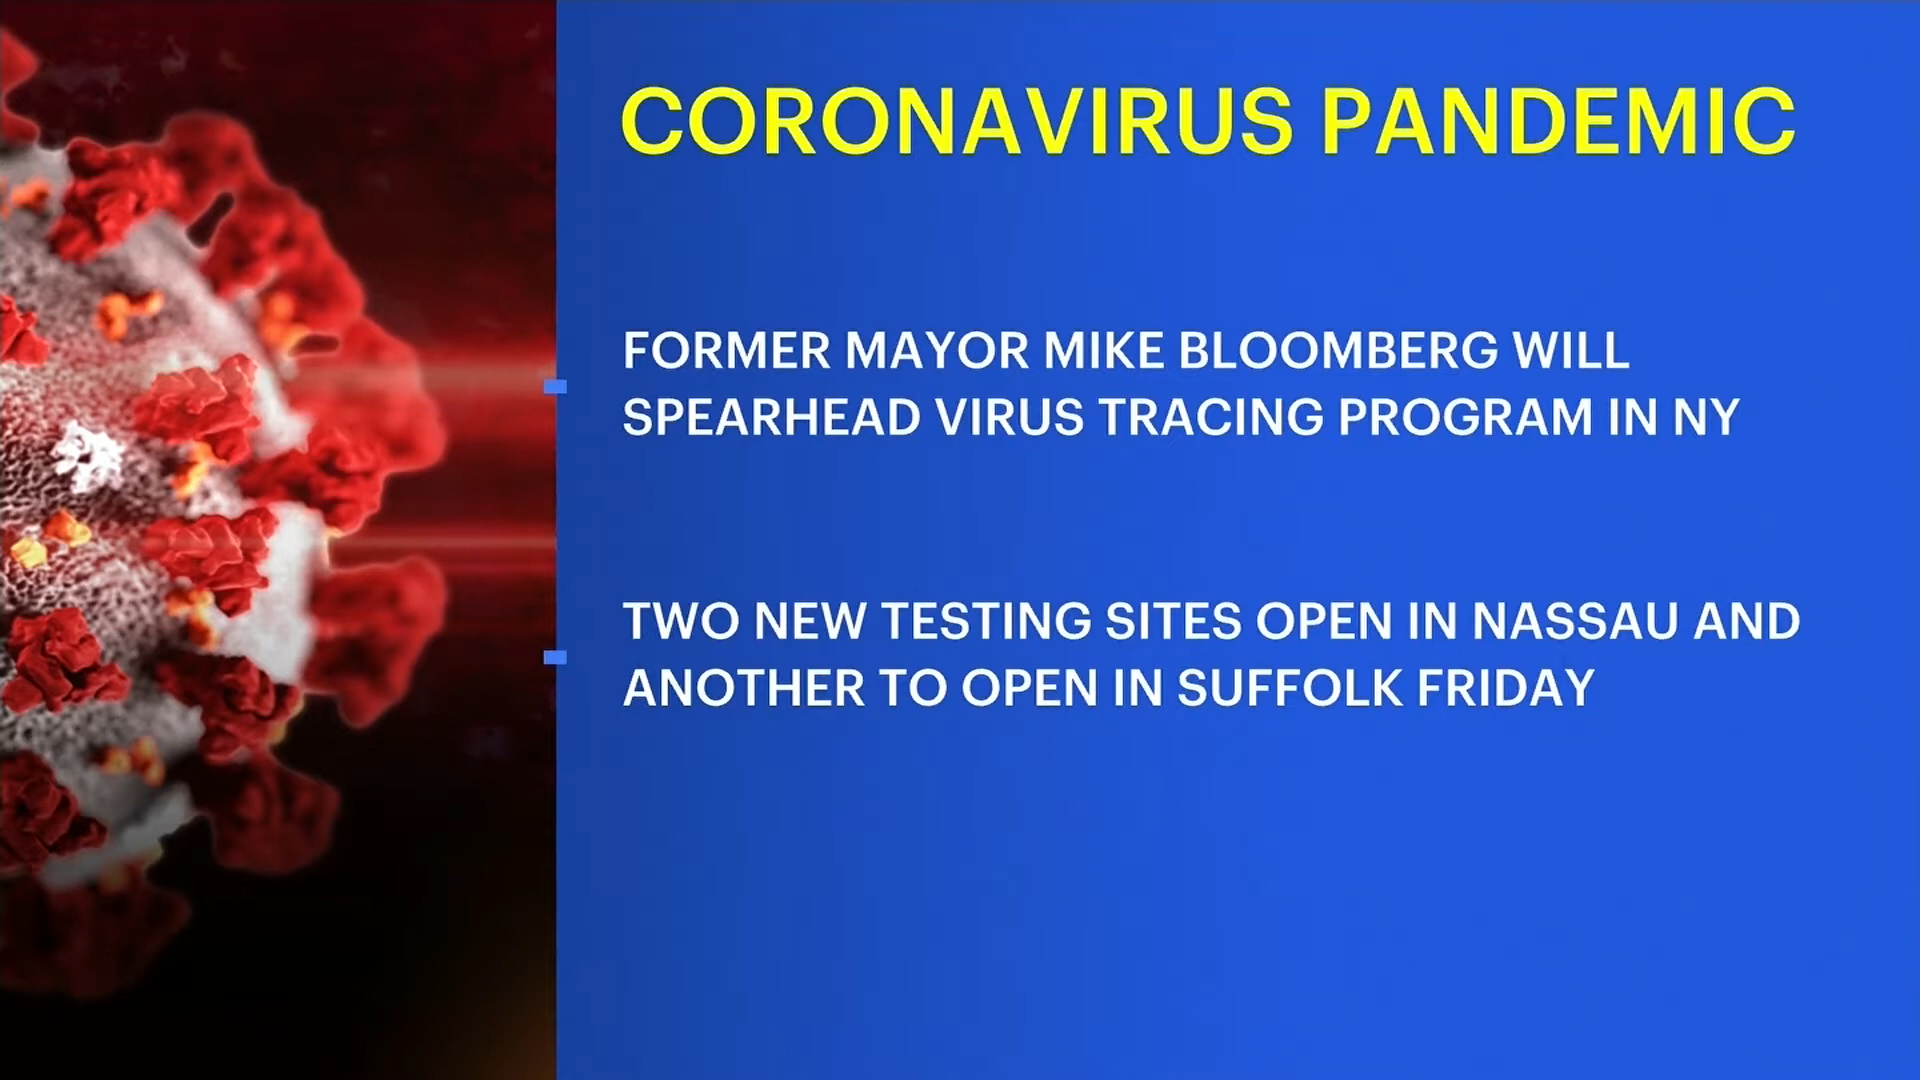 CORONAVIRUS PANDEMIC
FORMER MAYOR MIKE BLOOMBERG WILL
SPEARHEAD VIRUS TRACING PROGRAM IN NY
TWO NEW TESTING SITES OPEN IN NASSAU AND
ANOTHER TO OPEN IN SUFFOLK FRIDAY